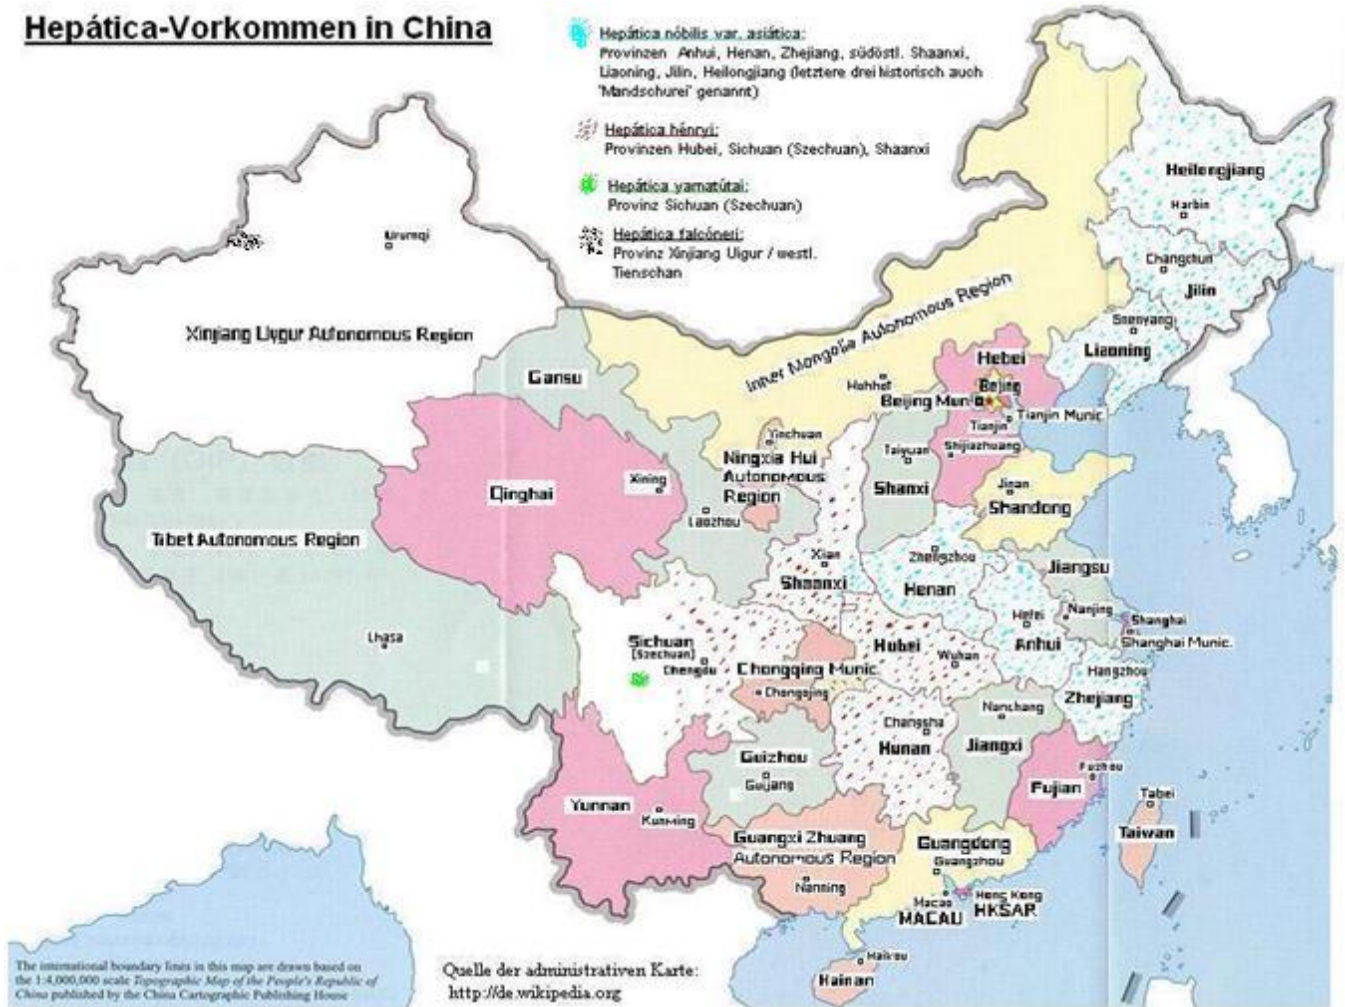 Hepática-Vorkommen in China
Hepática nóbilis var. asiática:
Provinzen Anhui, Henan, Zhejiang, südöstl. Shaanxi,
Liaoning, Jilin, Heilongjiang (letztere drei historisch auch
'Mandschurei' genannt)
Hepática hénryi:
Provinzen Hubei, Sichuan (Szechuan), Shaanxi
Hepática yamatútai:
Provinz Sichuan (Szechuan)
Hepática falcóneri:
Provinz Xinjiang Uigur / westl.
Tienschan
Heilongjiang
Harbin
Urumqi
Changchun
Jilin
Inner Mongolia Autonomous Region
Shenyang
Xinjiang Uygur Autonomous Region
Liaoning
Hebei
Gansu
Hohhot
Beijing
Beijing Muni
Tianjin Munic.
Tianjin
Yinchuan
Taiyuan
Shijiazhuang
Ningxia Hui
Autonomous
Region
Xining
Qinghai
Shanxi
Jinan
Shandong
Laozhou
Tibet Autonomous Region
Xian
Shaanxi
Zhengzhou
Henan
Jiangsu
Hefei
Nanjing
Shanghai
Shanghai Munic.
Lhasa
Sichuan
(Szechuan)
Chengdu
Hubei
Wuhan
Anhui
Chongqing Munic.
Chongqing
Hangzhou
Zhejiang
Nanchang
Changsha
Hunan
Jiangxi
Guizhou
Guijang
Fuzhou
Fujian
Yunnan
Kunming
Tabei
Taiwan
Guangxi Zhuang
Autonomous Region
Nanning
Guangdong
Guangzhou
Macao
MACAU
Hong Kong
HKSAR
Haikou
Hainan
The international boundary lines in this map are drawn based on
the 1:4,000,000 scale Topographic Map of the People's Republic of
China published by the China Cartographic Publishing House
Quelle der administrativen Karte:
http://de.wikipedia.org